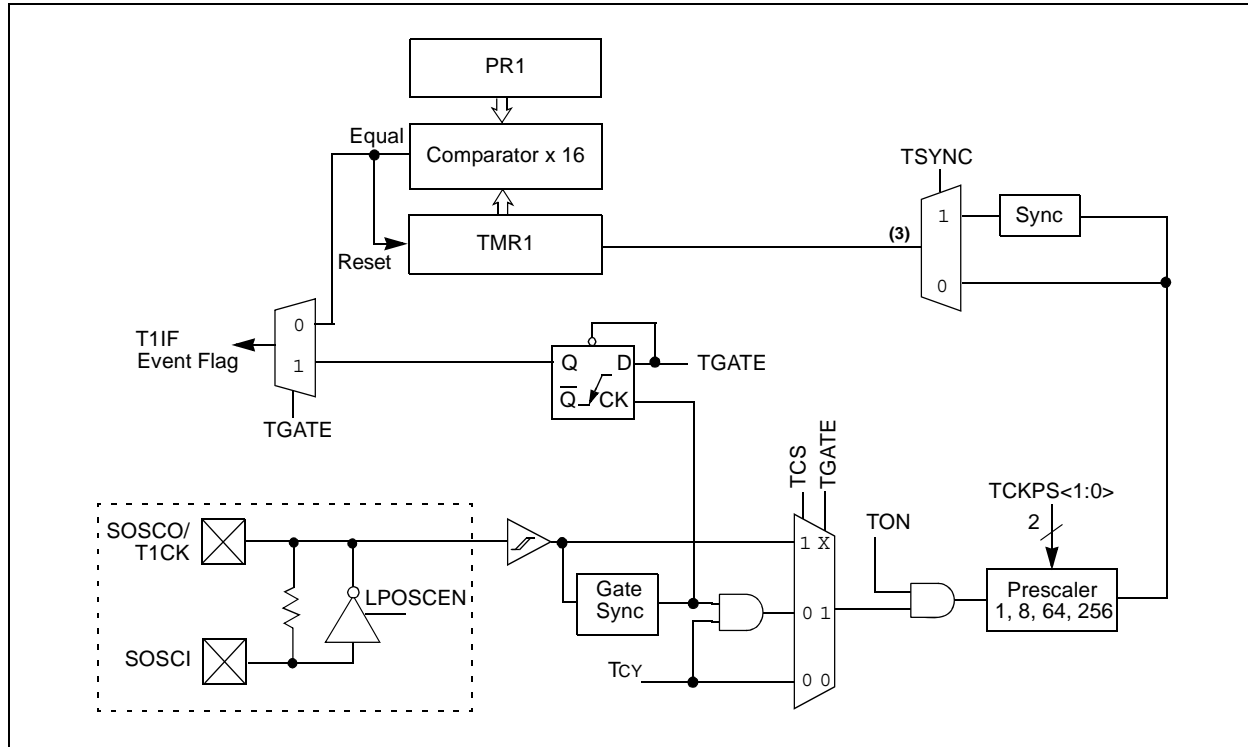 PR1
Equal
Comparator x 16
TSYNC
1
Sync
(3)
TMR1
Reset
0
T1IF
Event Flag
0
1
TGATE
Q
D
Q
CK
TGATE
TCS
TGATE
TCKPS<1:0>
2
TON
SOSCO/
T1CK
1 X
LPOSCEN
Gate
Sync
0 1
Prescaler
1, 8, 64, 256
SOSCI
TCY
0 0